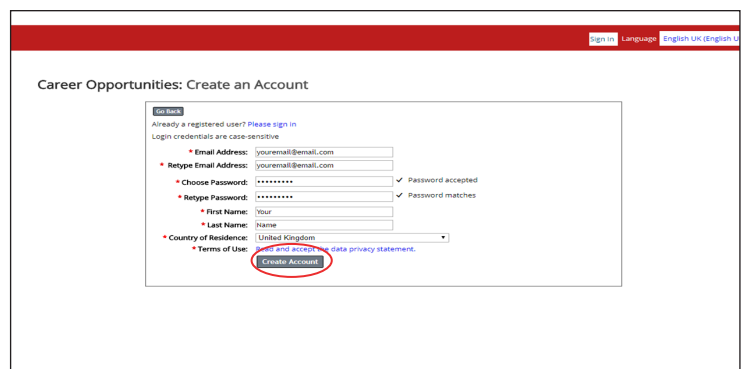 Sign In Language English UK (English U
Career Opportunities: Create an Account
Go Back
Already a registered user? Please sign in
Login credentials are case-sensitive
* Email Address: youremail@email.com
* Retype Email Address: youremail@email.com
* Choose Password: ••••••••• ✓ Password accepted
* Retype Password: ••••••••• ✓ Password matches
* First Name: Your
* Last Name: Name
* Country of Residence: United Kingdom
* Terms of Use: Read and accept the data privacy statement.
Create Account